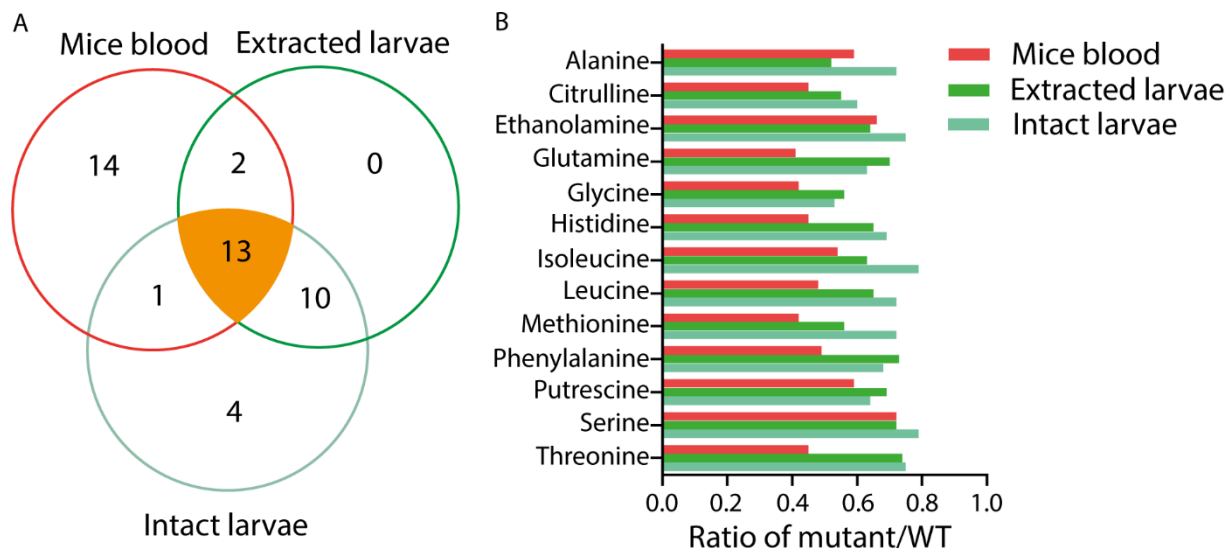 A
Mice blood
Extracted larvae
14
2
0
13
1
10
4
Intact larvae
B
Alanine
Citrulline
Ethanolamine
Glutamine
Glycine
Histidine
Isoleucine
Leucine
Methionine
Phenylalanine
Putrescine
Serine
Threonine
0.0 0.2 0.4 0.6 0.8 1.0
Ratio of mutant/WT
Mice blood
Extracted larvae
Intact larvae